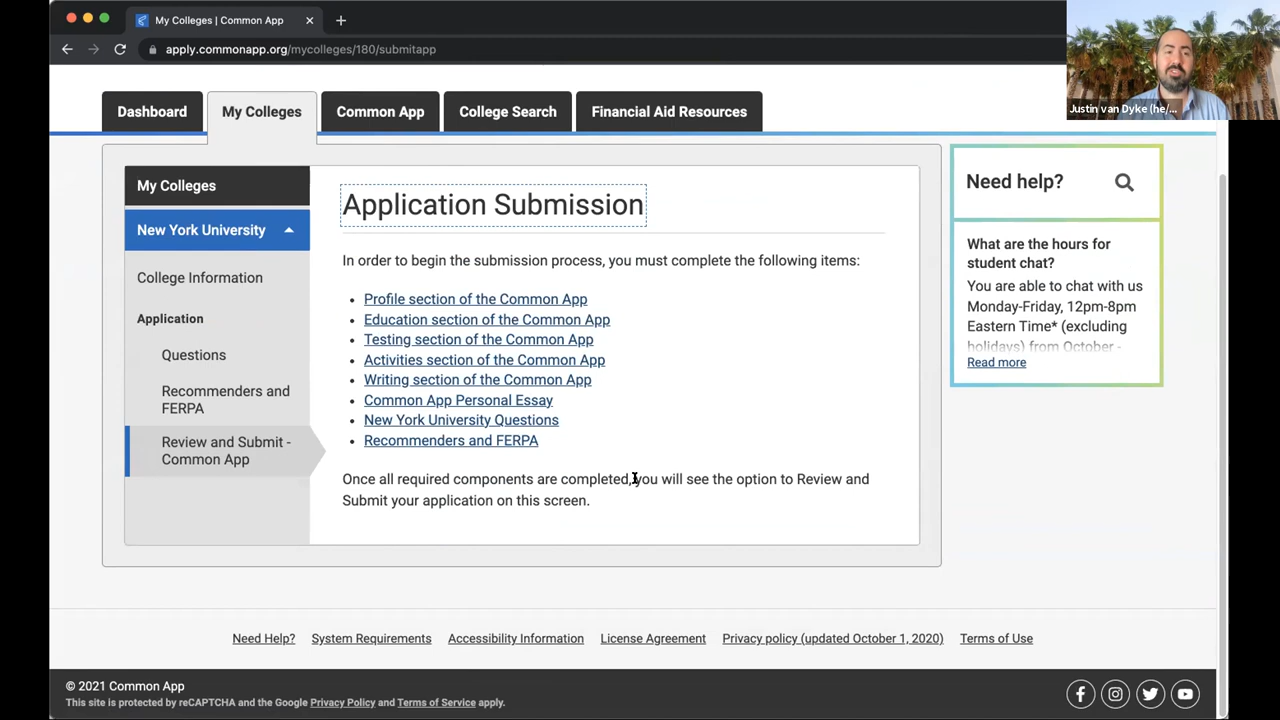 My Colleges | Common App
apply.commonapp.org/mycolleges/180/submitapp
Justin van Dyke (he/...
Dashboard
My Colleges
Common App
College Search
Financial Aid Resources
My Colleges
New York University
College Information
Application
Questions
Recommenders and
FERPA
Review and Submit -
Common App
Application Submission
In order to begin the submission process, you must complete the following items:
• Profile section of the Common App
• Education section of the Common App
• Testing section of the Common App
• Activities section of the Common App
• Writing section of the Common App
• Common App Personal Essay
• New York University Questions
• Recommenders and FERPA
Once all required components are completed, you will see the option to Review and
Submit your application on this screen.
Need help?
What are the hours for
student chat?
You are able to chat with us
Monday-Friday, 12pm-8pm
Eastern Time* (excluding
holidays) from October -
Read more
Need Help?
System Requirements
Accessibility Information
License Agreement
Privacy policy (updated October 1, 2020)
Terms of Use
© 2021 Common App
This site is protected by reCAPTCHA and the Google Privacy Policy and Terms of Service apply.